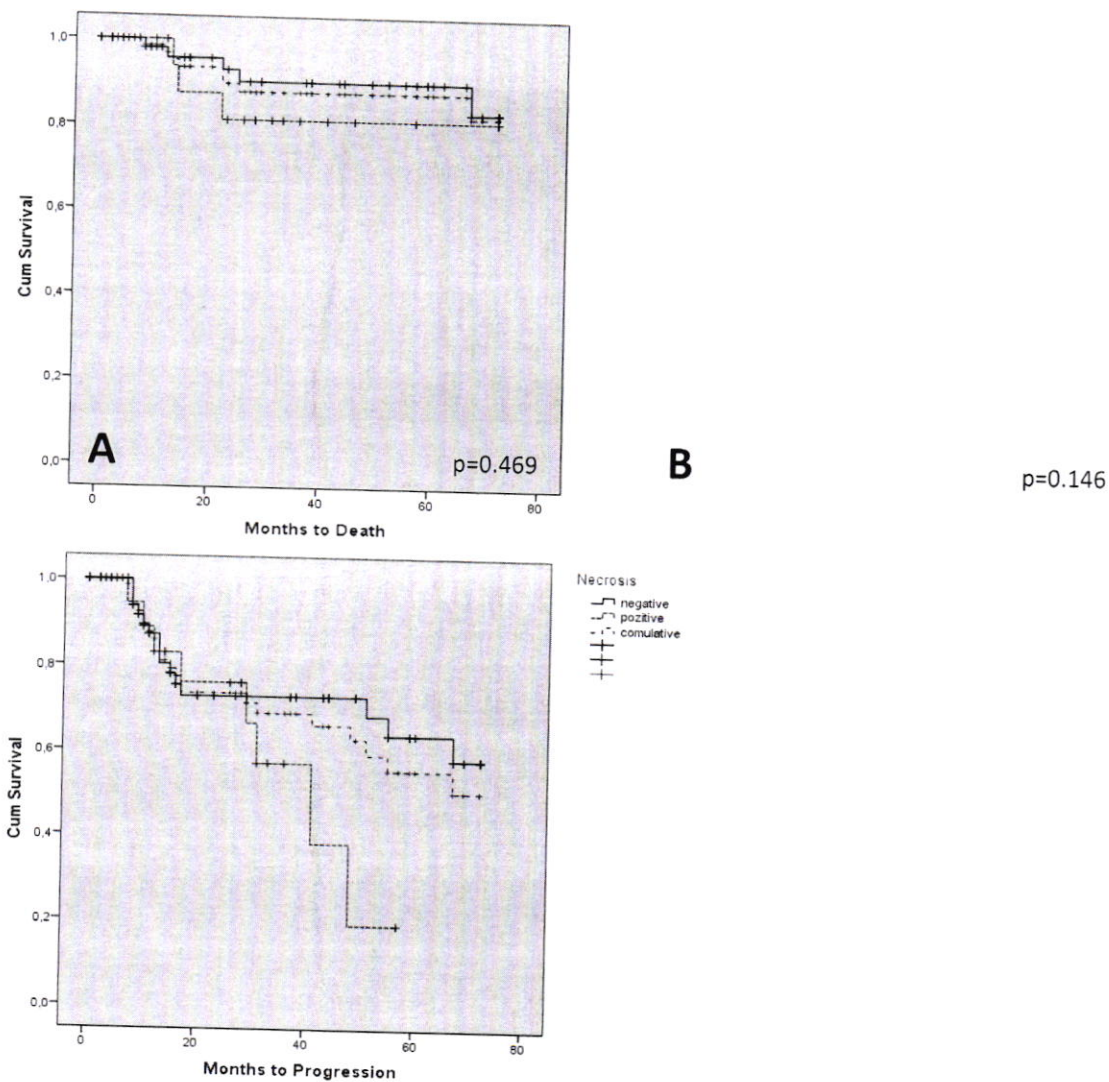 1,0
0,8
0,6
0,4
0,2
0,0
Cum Survival
A
p=0.469
0 20 40 60 80
Months to Death
B
p=0.146
1,0
0,8
0,6
0,4
0,2
0,0
Cum Survival
0 20 40 60 80
Months to Progression
Necrosis
negative
pozitive
comulative